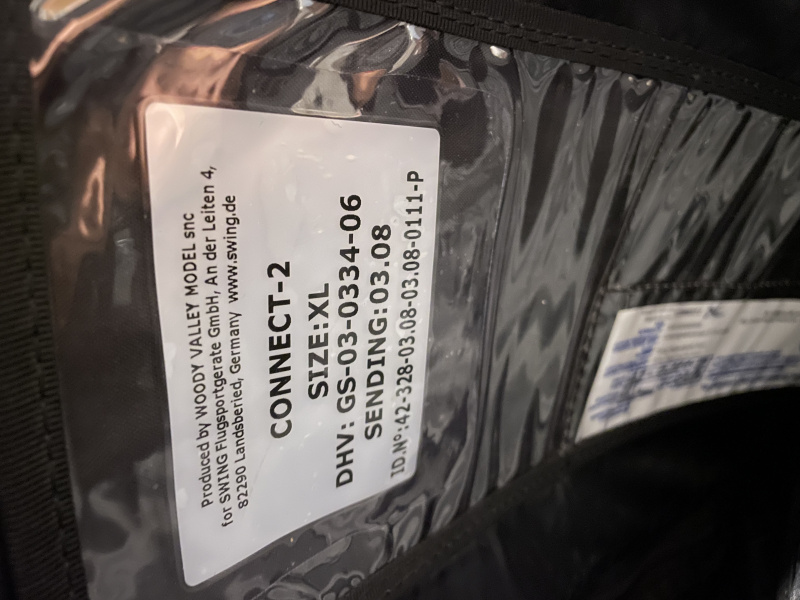 Produced by WOODY VALLEY MODEL snc
for SWING Flugsportgerate GmbH, An der Leiten 4,
82290 Landsberied, Germany www.swing.de
CONNECT-2
SIZE:XL
DHV: GS-03-0334-06
SENDING:03.08
ID.N°:42-328-03.08-03.08-0111-P